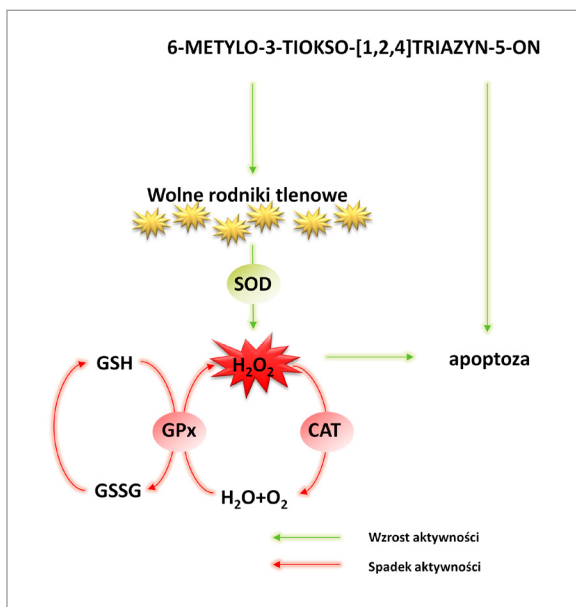 6-METYLO-3-TIOKSO-[1,2,4]TRIAZYN-5-ON
Wolne rodniki tlenowe
SOD
GSH
H₂O₂
apoptoza
GPx
CAT
GSSG
H₂O+O₂
Wzrost aktywności
Spadek aktywności